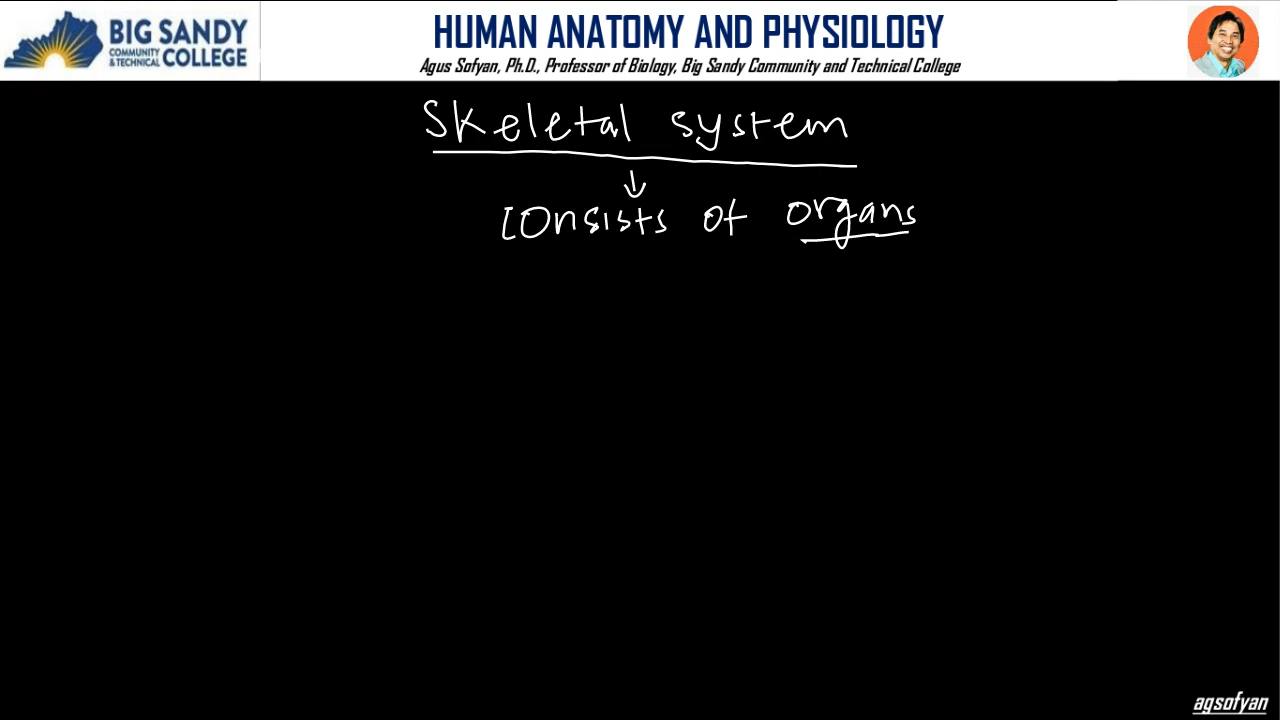 BIG SANDY
COMMUNITY
& TECHNICAL COLLEGE
HUMAN ANATOMY AND PHYSIOLOGY
Agus Sofyan, Ph.D., Professor of Biology, Big Sandy Community and Technical College
Skeletal system
↓
Consists of organs
agsofyan